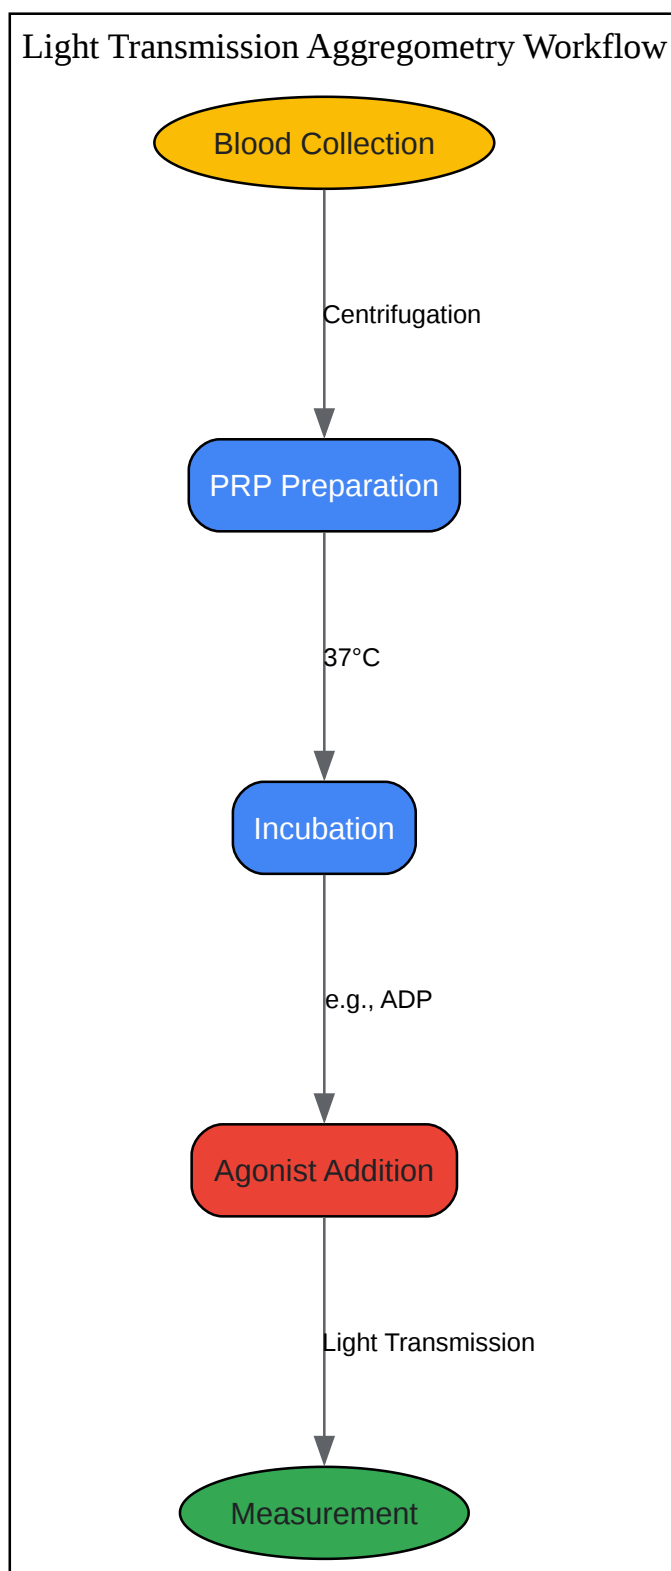 Light Transmission Aggregometry Workflow
Blood Collection
Centrifugation
PRP Preparation
37°C
Incubation
e.g., ADP
Agonist Addition
Light Transmission
Measurement